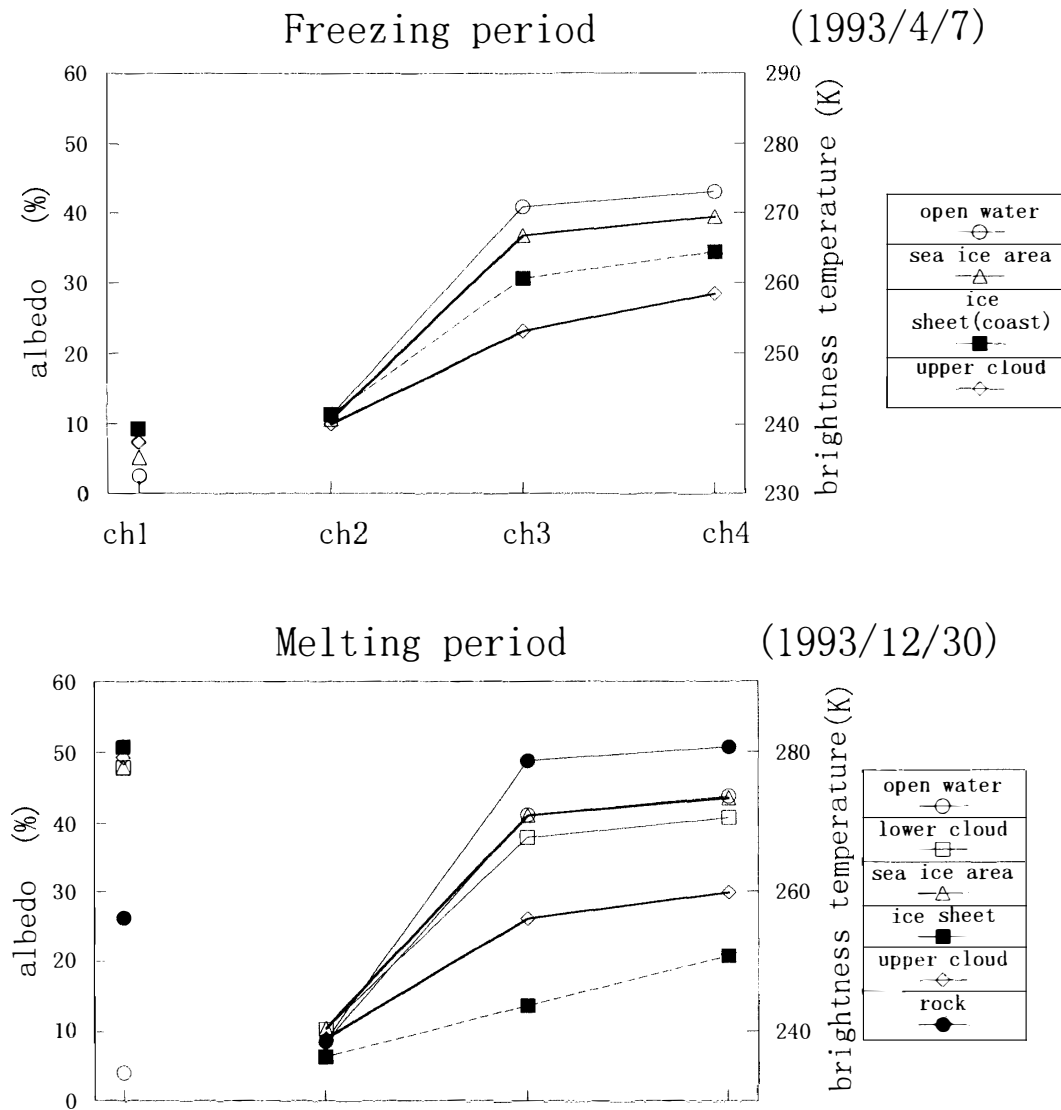 Freezing period (1993/4/7)
60
50
40
30
20
10
0
albedo (%)
290
280
270
260
250
240
230
brightness temperature (K)
ch1 ch2 ch3 ch4
open water
sea ice area
ice
sheet(coast)
upper cloud
Melting period (1993/12/30)
60
50
40
30
20
10
0
albedo (%)
280
260
240
brightness temperature(K)
open water
lower cloud
sea ice area
ice sheet
upper cloud
rock